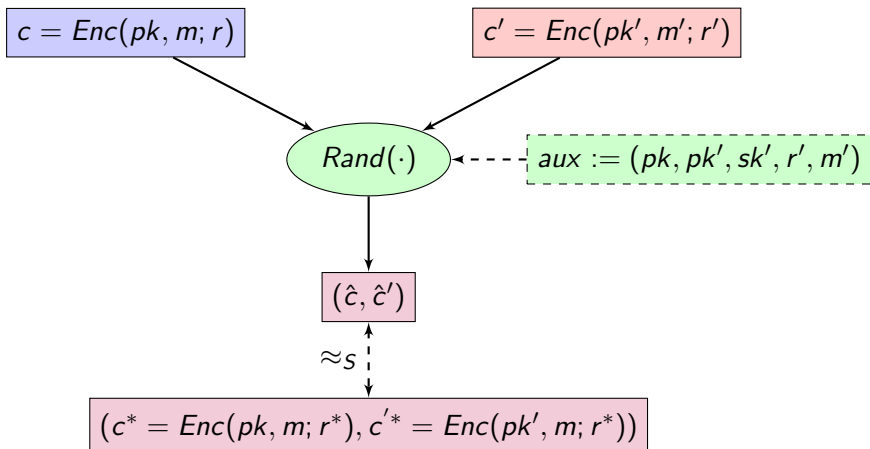 c = Enc(pk, m; r)
c′ = Enc(pk′, m′; r′)
Rand(·)
aux := (pk, pk′, sk′, r′, m′)
(ĉ, ĉ′)
≈S
(c* = Enc(pk, m; r*), c′* = Enc(pk′, m; r*))